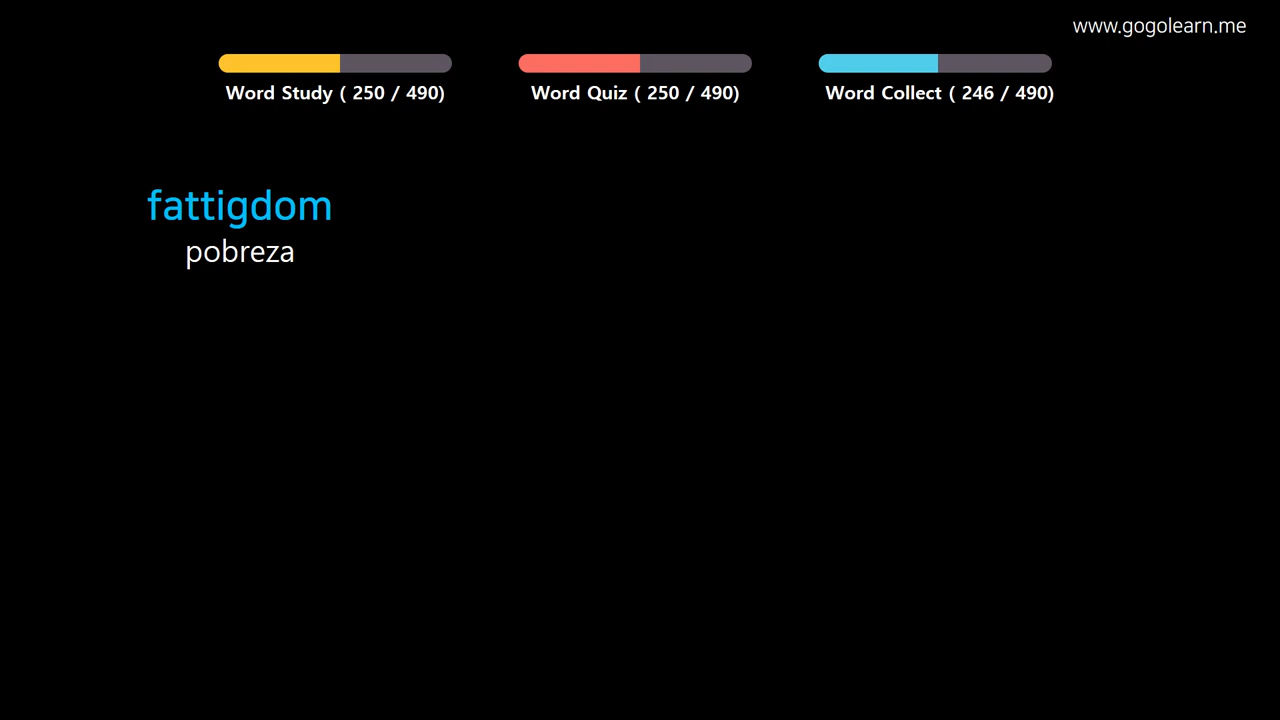 www.gogolearn.me
Word Study ( 250 / 490)
Word Quiz ( 250 / 490)
Word Collect ( 246 / 490)
fattigdom
pobreza